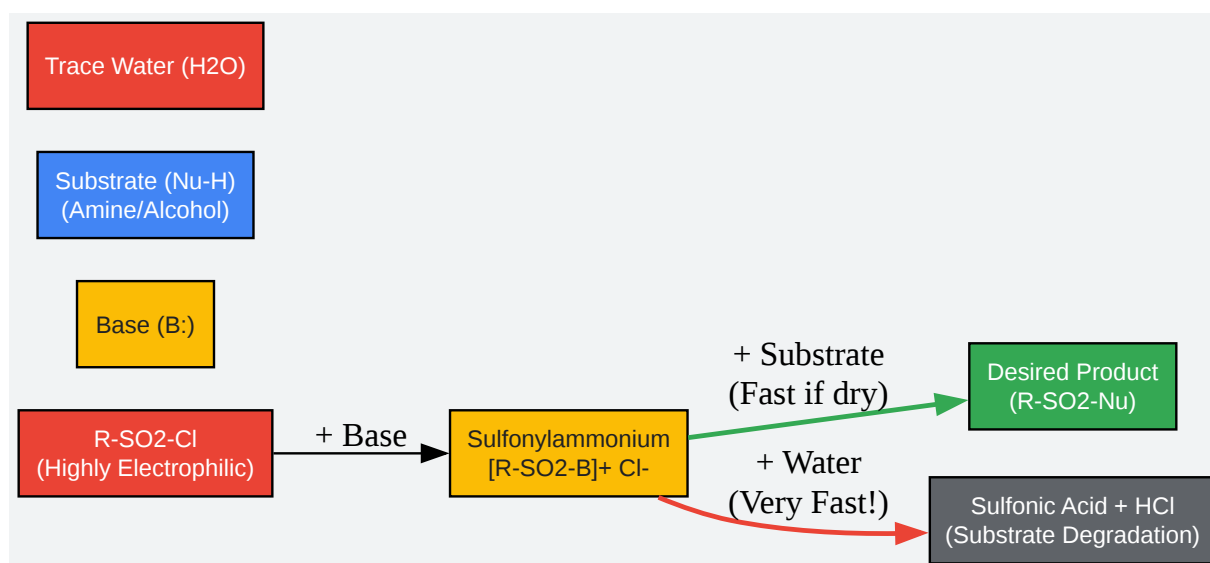 Trace Water (H2O)
Substrate (Nu-H)
(Amine/Alcohol)
Base (B:)
R-SO2-Cl
(Highly Electrophilic)
+ Base
Sulfonylammonium
[R-SO2-B]+ Cl-
+ Substrate
(Fast if dry)
Desired Product
(R-SO2-Nu)
+ Water
(Very Fast!)
Sulfonic Acid + HCl
(Substrate Degradation)